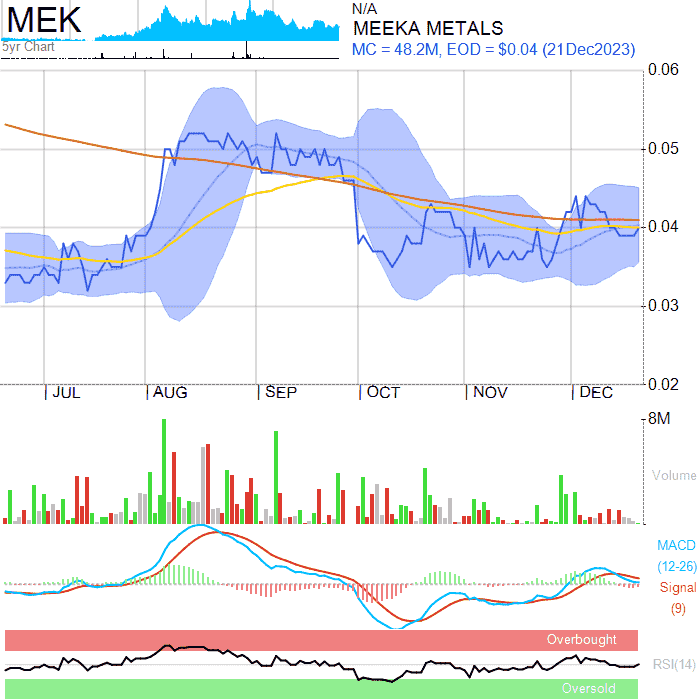 MEK
5yr Chart
N/A
MEEKA METALS
MC = 48.2M, EOD = $0.04 (21Dec2023)
0.06
0.05
0.04
0.03
0.02
JUL AUG SEP OCT NOV DEC
8M
Volume
MACD
(12-26)
Signal
(9)
Overbought
RSI(14)
Oversold